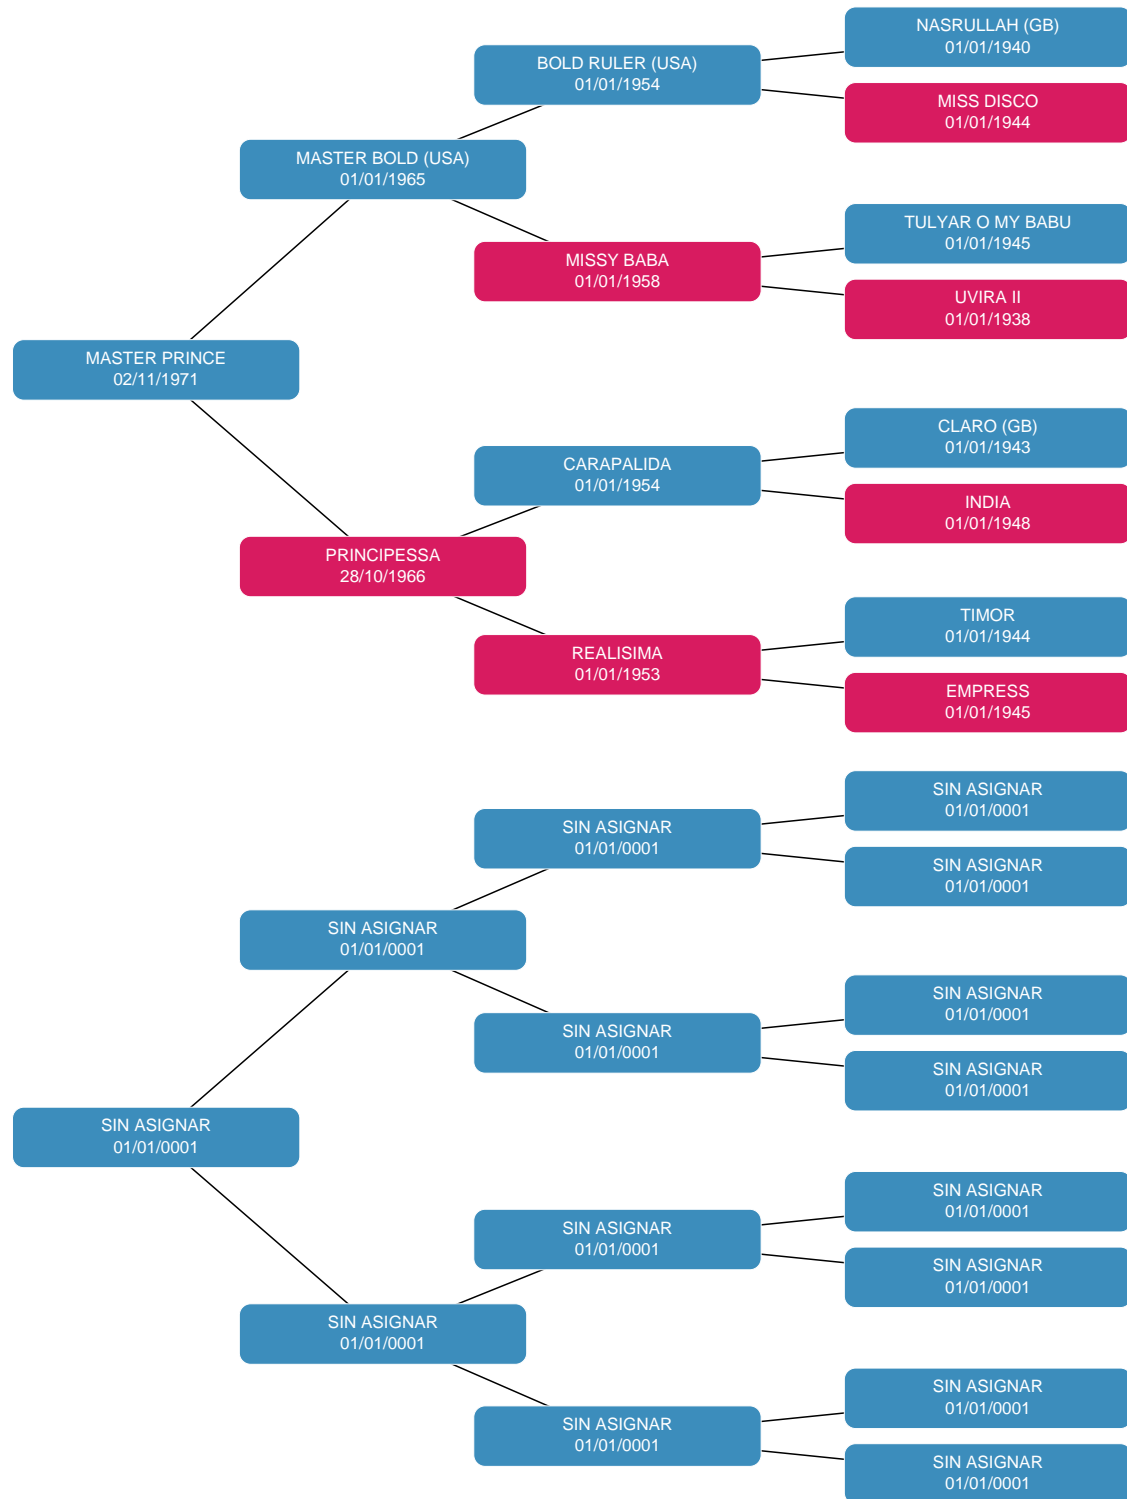 NASRULLAH (GB)
01/01/1940
BOLD RULER (USA)
01/01/1954
MISS DISCO
01/01/1944
MASTER BOLD (USA)
01/01/1965
TULYAR O MY BABU
01/01/1945
MISSY BABA
01/01/1958
UVIRA II
01/01/1938
MASTER PRINCE
02/11/1971
CLARO (GB)
01/01/1943
CARAPALIDA
01/01/1954
INDIA
01/01/1948
PRINCIPESSA
28/10/1966
TIMOR
01/01/1944
REALISIMA
01/01/1953
EMPRESS
01/01/1945
SIN ASIGNAR
01/01/0001
SIN ASIGNAR
01/01/0001
SIN ASIGNAR
01/01/0001
SIN ASIGNAR
01/01/0001
SIN ASIGNAR
01/01/0001
SIN ASIGNAR
01/01/0001
SIN ASIGNAR
01/01/0001
SIN ASIGNAR
01/01/0001
SIN ASIGNAR
01/01/0001
SIN ASIGNAR
01/01/0001
SIN ASIGNAR
01/01/0001
SIN ASIGNAR
01/01/0001
SIN ASIGNAR
01/01/0001
SIN ASIGNAR
01/01/0001
SIN ASIGNAR
01/01/0001